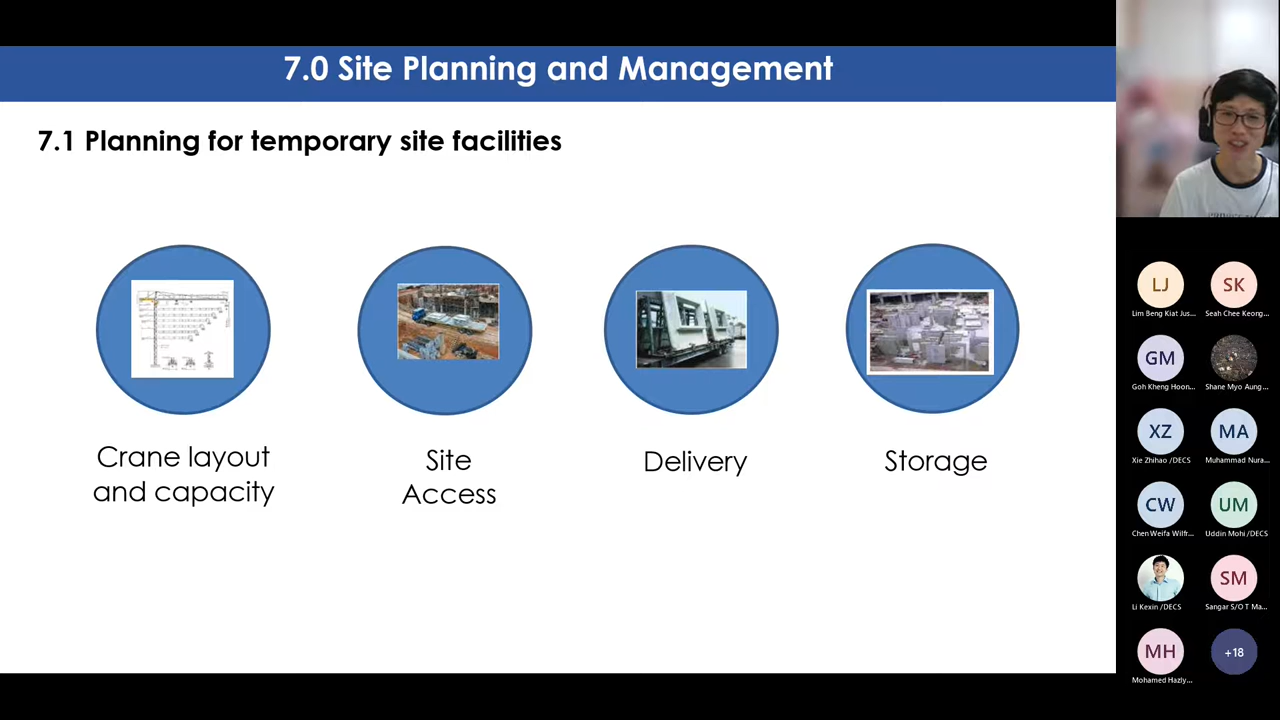 7.0 Site Planning and Management
7.1 Planning for temporary site facilities
Crane layout
and capacity
Site
Access
Delivery
Storage
LJ
SK
Lim Beng Kiat Jus...
Seah Chee Keong...
GM
Goh Kheng Hoon...
Shane Myo Aung...
XZ
MA
Xie Zhihao /DECS
Muhammad Nura...
CW
UM
Chen Weifa Wilfr...
Uddin Mohi /DECS
SM
Li Kexin /DECS
Sangar S/O T Ma...
MH
+18
Mohamed Hazly...